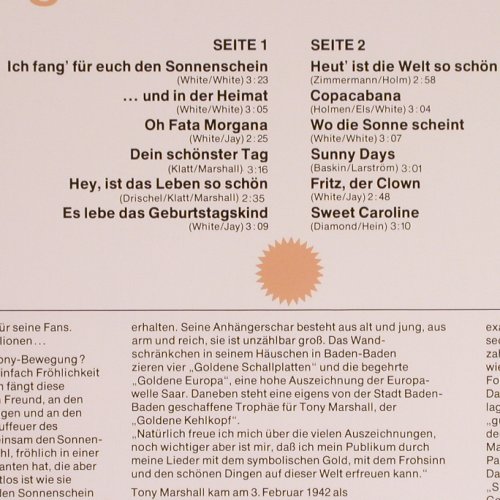 SEITE 1
Ich fang' für euch den Sonnenschein
(White/White) 3:23
... und in der Heimat
(White/White) 3:05
Oh Fata Morgana
(White/Jay) 2:25
Dein schönster Tag
(Klatt/Marshall) 3:16
Hey, ist das Leben so schön
(Drischel/Klatt/Marshall) 2:35
Es lebe das Geburtstagskind
(White/Jay) 3:09
SEITE 2
Heut' ist die Welt so schön
(Zimmermann/Holm) 2:58
Copacabana
(Holmen/Els/White) 3:04
Wo die Sonne scheint
(White/White) 3:07
Sunny Days
(Baskin/Larström) 3:01
Fritz, der Clown
(White/Jay) 2:48
Sweet Caroline
(Diamond/Hein) 3:10
ür seine Fans.
lionen ...
ony-Bewegung?
infach Fröhlichkeit
n fängt diese
n Freund, an den
gen und an den
uffeuer des
einsam den Sonnen-
hl, fröhlich in einer
anten hat, die aber
tlos ist wie sie
den Sonnenschein
erhalten. Seine Anhängerschar besteht aus alt und jung, aus
arm und reich, sie ist unzählbar groß. Das Wand-
schränkchen in seinem Häuschen in Baden-Baden
zieren vier „Goldene Schallplatten" und die begehrte
„Goldene Europa", eine hohe Auszeichnung der Europa-
welle Saar. Daneben steht eine eigens von der Stadt Baden-
Baden geschaffene Trophäe für Tony Marshall, der
„Goldene Kehlkopf".
„Natürlich freue ich mich über die vielen Auszeichnungen,
noch wichtiger aber ist mir, daß ich mein Publikum durch
meine Lieder mit dem symbolischen Gold, mit dem Frohsinn
und den schönen Dingen auf dieser Welt erfreuen kann."
Tony Marshall kam am 3. Februar 1942 als